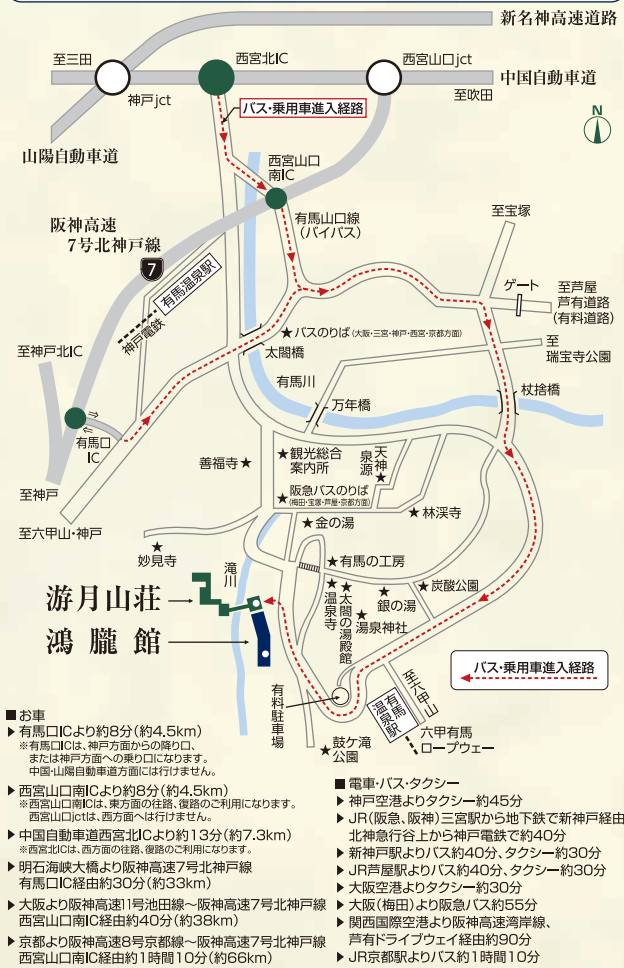 新名神高速道路
至三田
西宮北IC
西宮山口jct
神戸jct
中国自動車道
至吹田
バス・乗用車進入経路
N
山陽自動車道
西宮山口
南IC
阪神高速
7号北神戸線
7
有馬山口線
(バイパス)
至宝塚
有馬温泉駅
神戸電鉄
ゲート
至芦屋
芦有道路
(有料道路)
★バスのりば(大阪・三宮・神戸・西宮・京都方面)
太閤橋
至
瑞宝寺公園
至神戸北IC
有馬川
万年橋
杖捨橋
有馬口
IC
善福寺★
★観光総合
案内所
天神
泉源
★
★阪急バスのりば
(梅田・宝塚・芦屋・京都方面)
至神戸
至六甲山・神戸
★金の湯
★林渓寺
★
妙見寺
滝川
★有馬の工房
★
温泉寺
★
太閤の湯殿館
★
銀の湯
★炭酸公園
★
湯泉神社
游月山荘
鴻朧館
バス・乗用車進入経路
有料駐車場
至六甲山
有馬
温泉駅
六甲有馬
ロープウェー
★鼓ケ滝
公園
■お車
▶有馬口ICより約8分(約4.5km)
※有馬口ICは、神戸方面からの降り口、
または神戸方面への乗り口になります。
中国・山陽自動車道方面には行けません。
▶西宮山口南ICより約8分(約4.5km)
※西宮山口南ICは、東方面の往路、復路のご利用になります。
西宮山口jctは、西方面へは行けません。
▶中国自動車道西宮北ICより約13分(約7.3km)
※西宮北ICは、西方面の往路、復路のご利用になります。
▶明石海峡大橋より阪神高速7号北神戸線
有馬口IC経由約30分(約33km)
▶大阪より阪神高速11号池田線〜阪神高速7号北神戸線
西宮山口南IC経由約40分(約38km)
▶京都より阪神高速8号京都線〜阪神高速7号北神戸線
西宮山口南IC経由約1時間10分(約66km)
■電車・バス・タクシー
▶神戸空港よりタクシー約45分
▶JR(阪急、阪神)三宮駅から地下鉄で新神戸経由
北神急行谷上から神戸電鉄で約40分
▶新神戸駅よりバス約40分、タクシー約30分
▶JR芦屋駅よりバス約40分、タクシー約30分
▶大阪空港よりタクシー約30分
▶大阪(梅田)より阪急バス約55分
▶関西国際空港より阪神高速湾岸線、
芦有ドライブウェイ経由約90分
▶JR京都駅よりバス約1時間10分